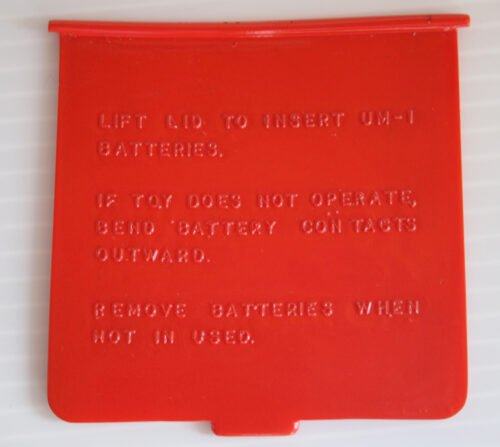 LIFT LID TO INSERT UM-1
BATTERIES.
IF TOY DOES NOT OPERATE,
BEND BATTERY CONTACTS
OUTWARD.
REMOVE BATTERIES WHEN
NOT IN USED.